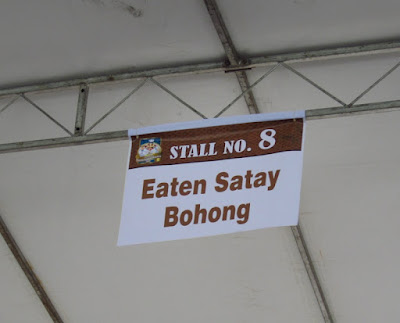 STALL NO. 8
Eaten Satay
Bohong